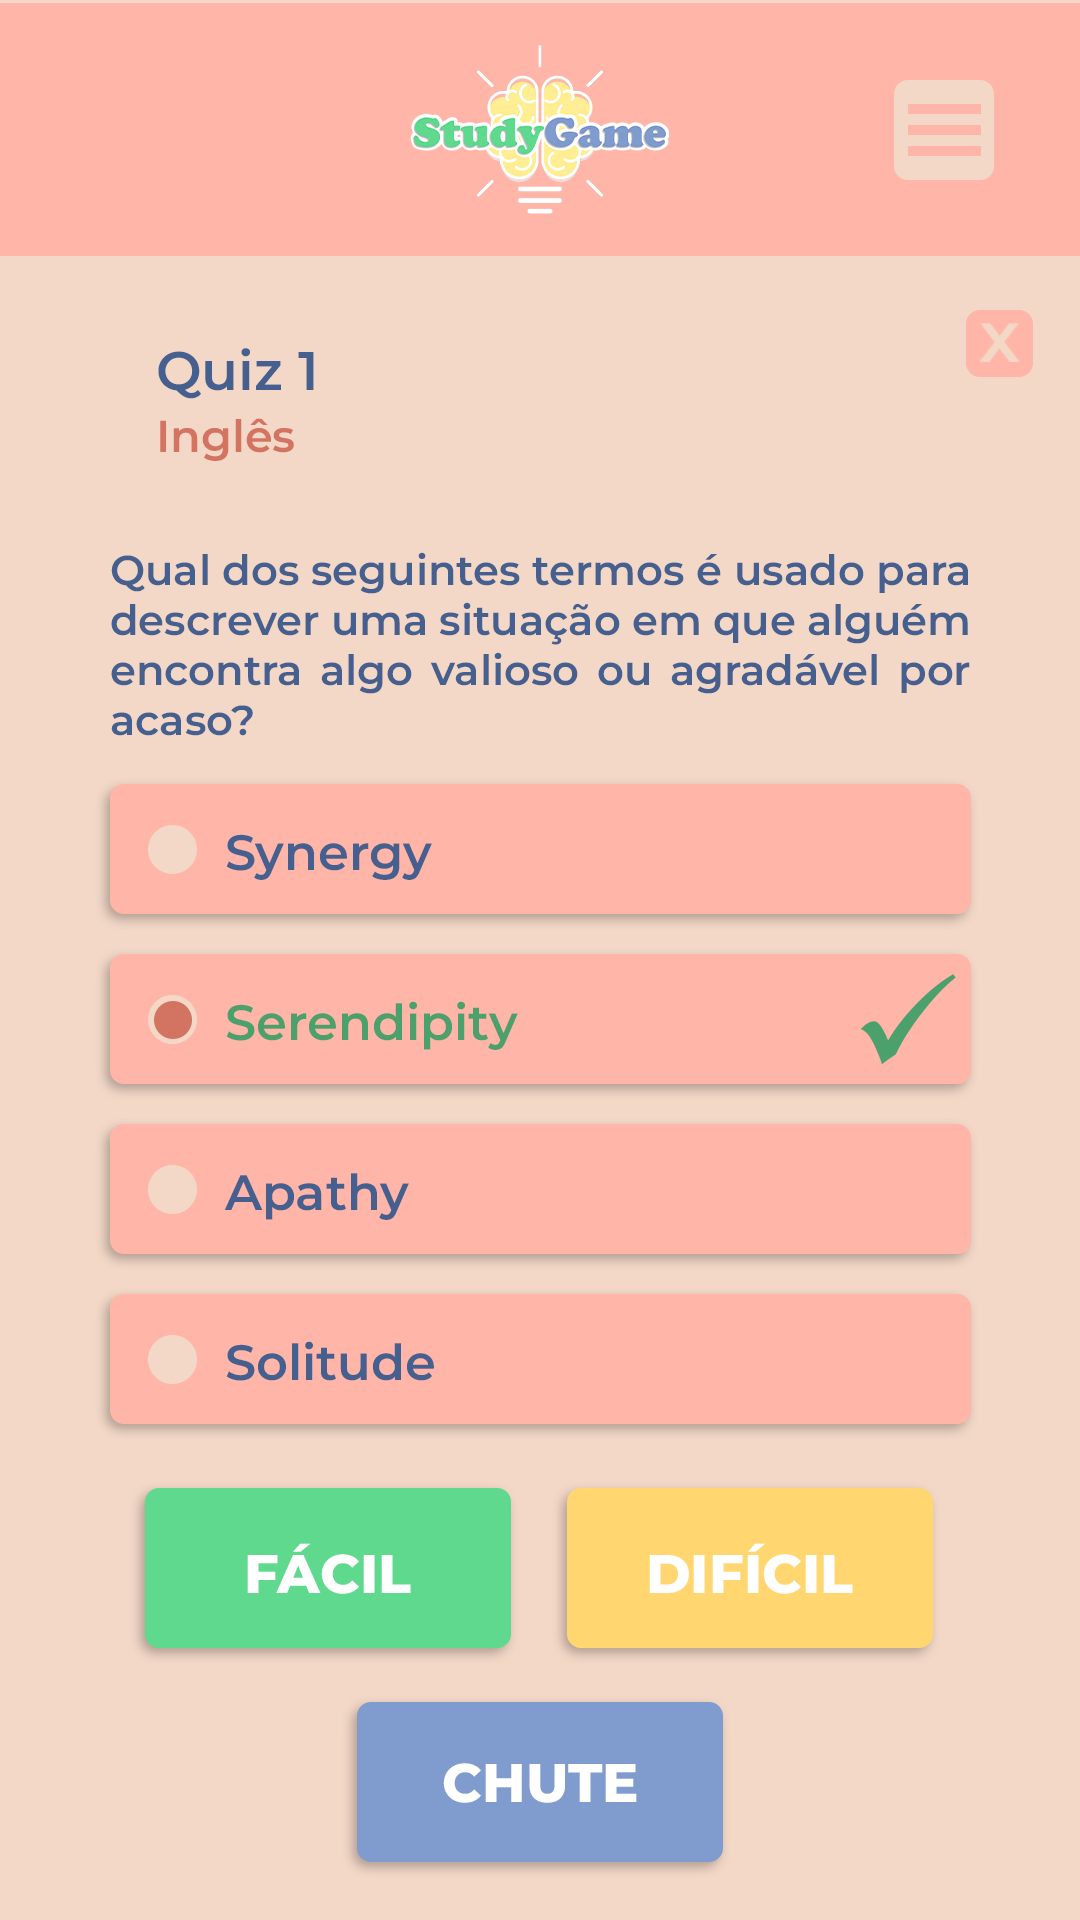 StudyGame
X
Quiz 1
Inglês
Qual dos seguintes termos é usado para
descrever uma situação em que alguém
encontra algo valioso ou agradável por
acaso?
Synergy
Serendipity
Apathy
Solitude
FÁCIL
DIFÍCIL
CHUTE